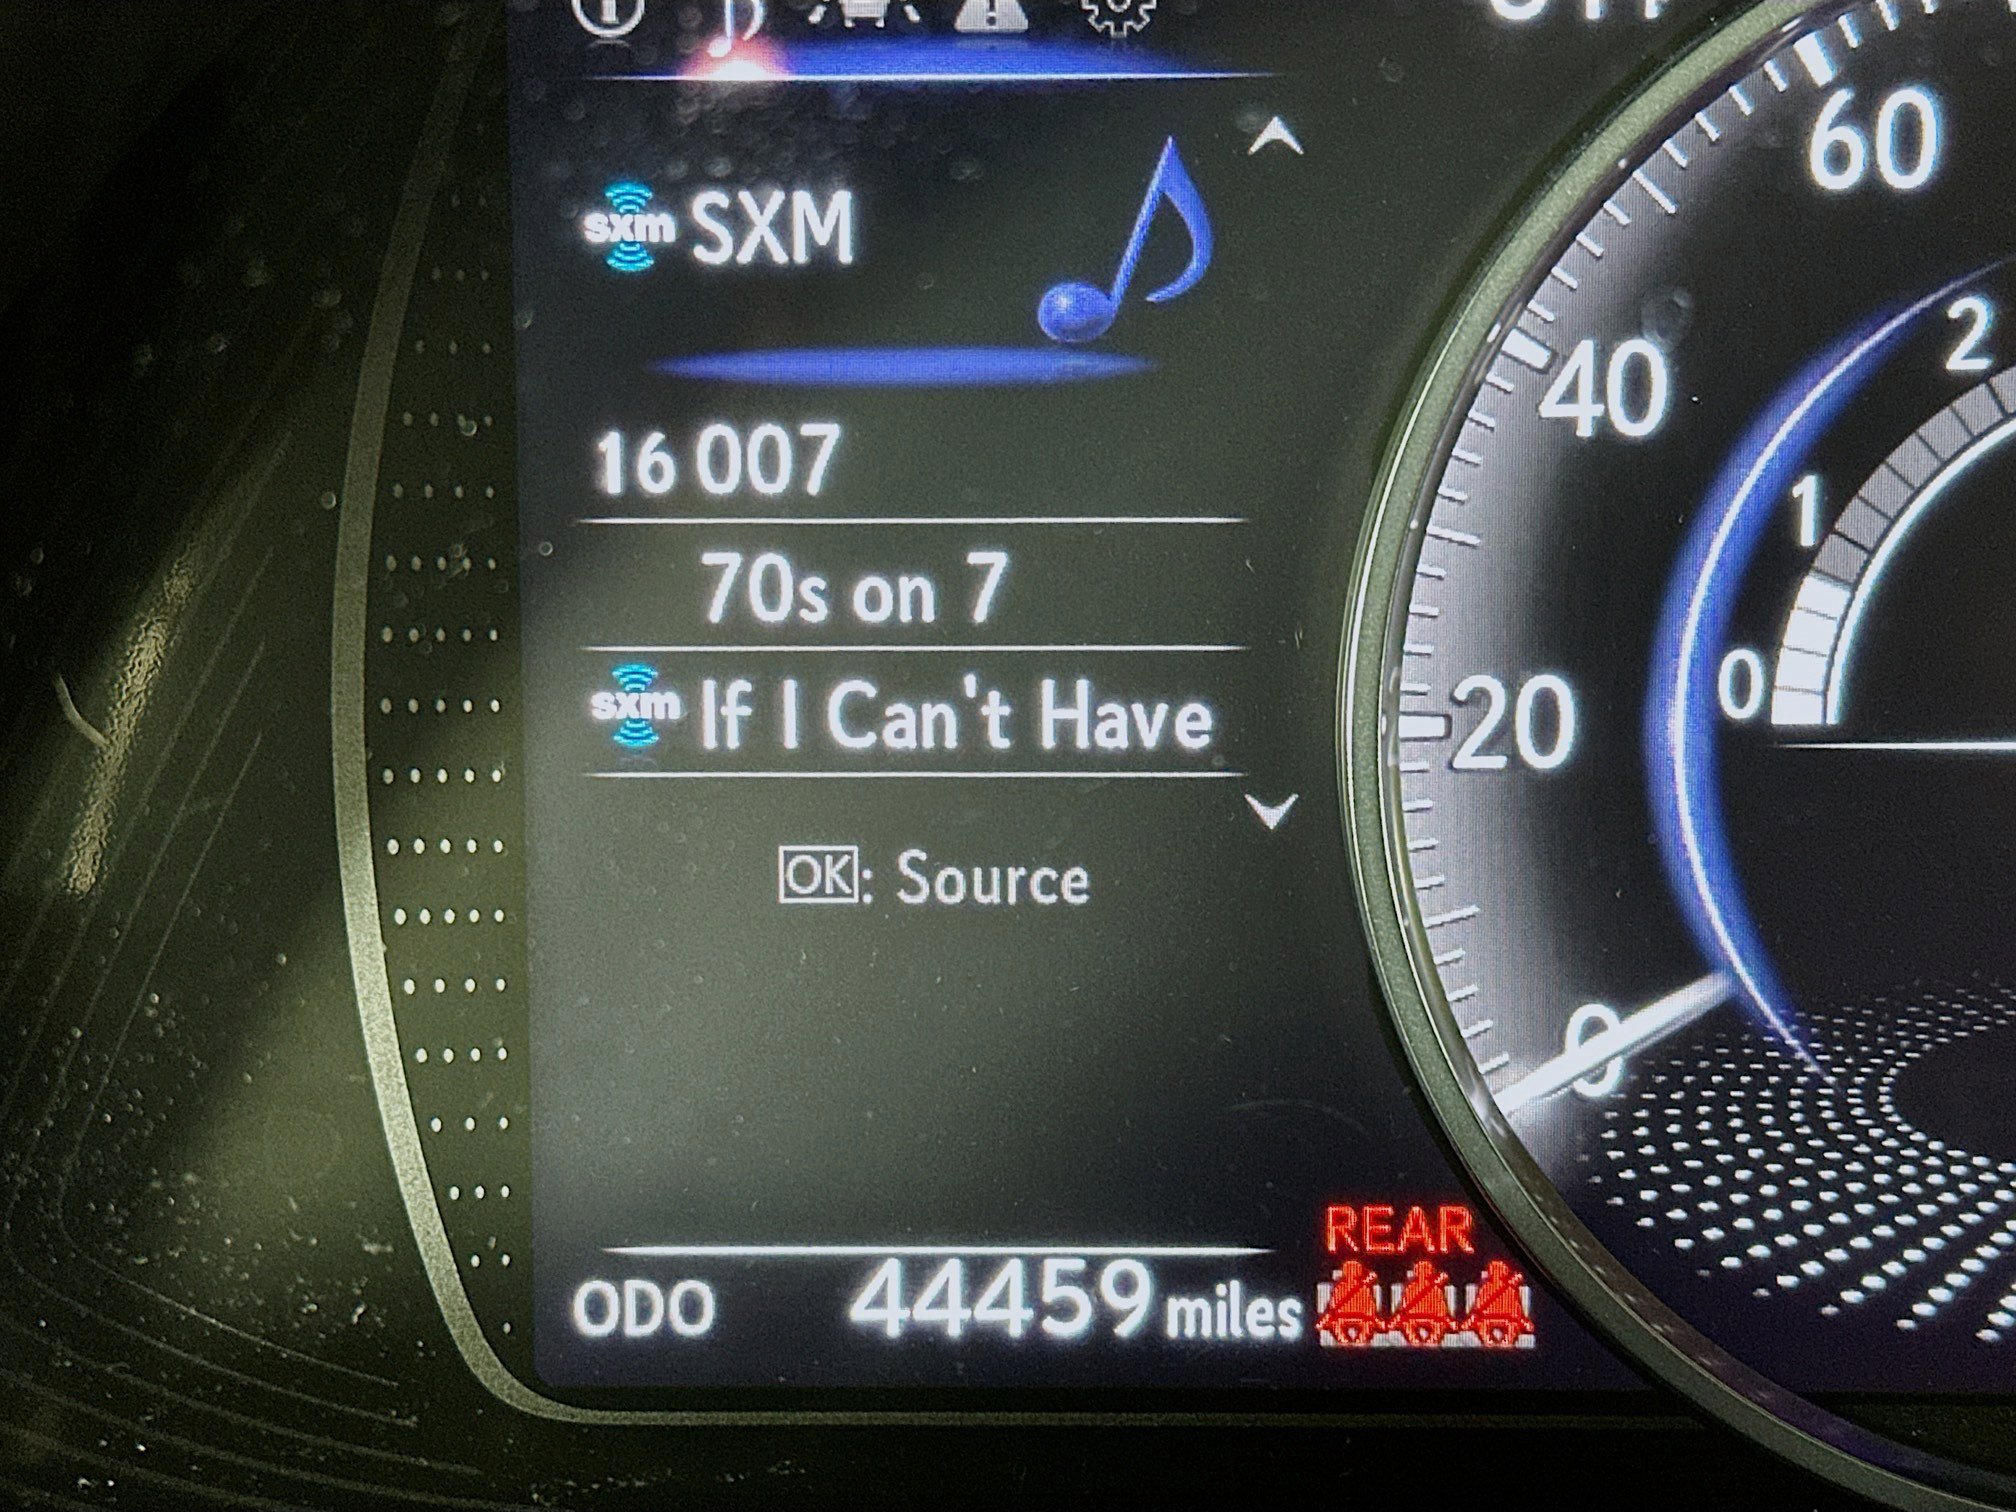 sxm SXM
16 007
70s on 7
sxm If I Can't Have
OK: Source
ODO 44459 miles
REAR
60
40
20
0
2
1
0